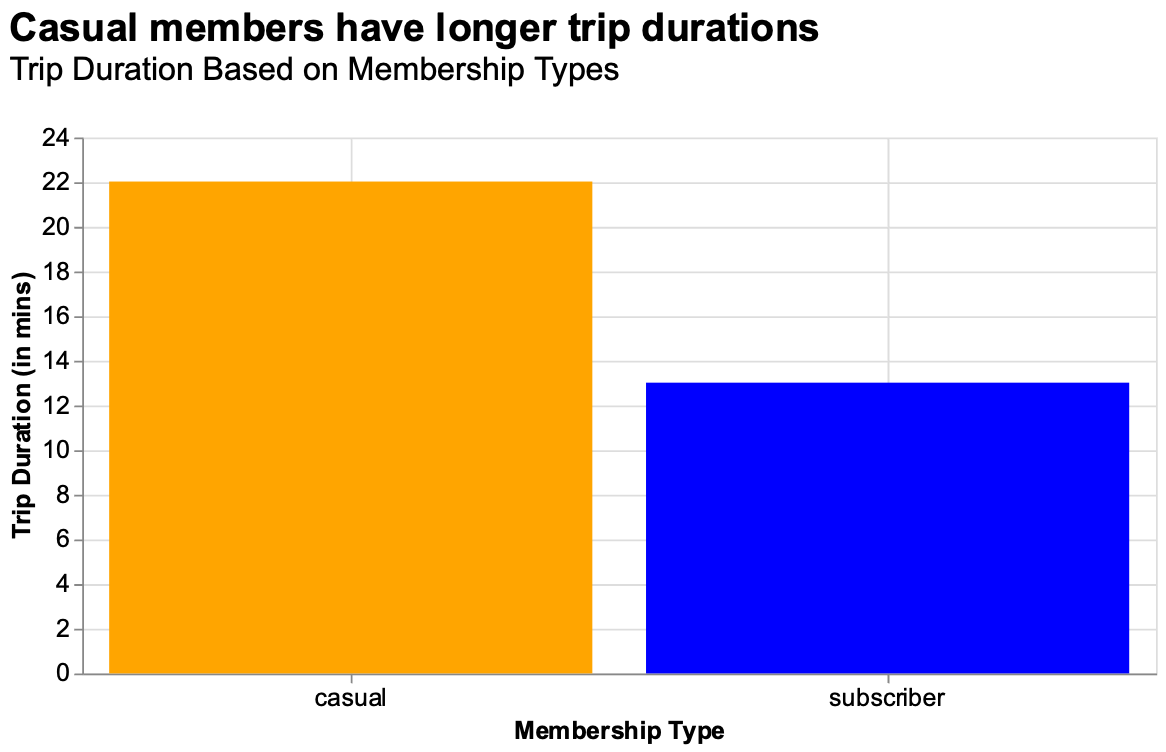 Casual members have longer trip durations
Trip Duration Based on Membership Types
24
22
20
18
16
14
12
10
8
6
4
2
0
Trip Duration (in mins)
casual
subscriber
Membership Type